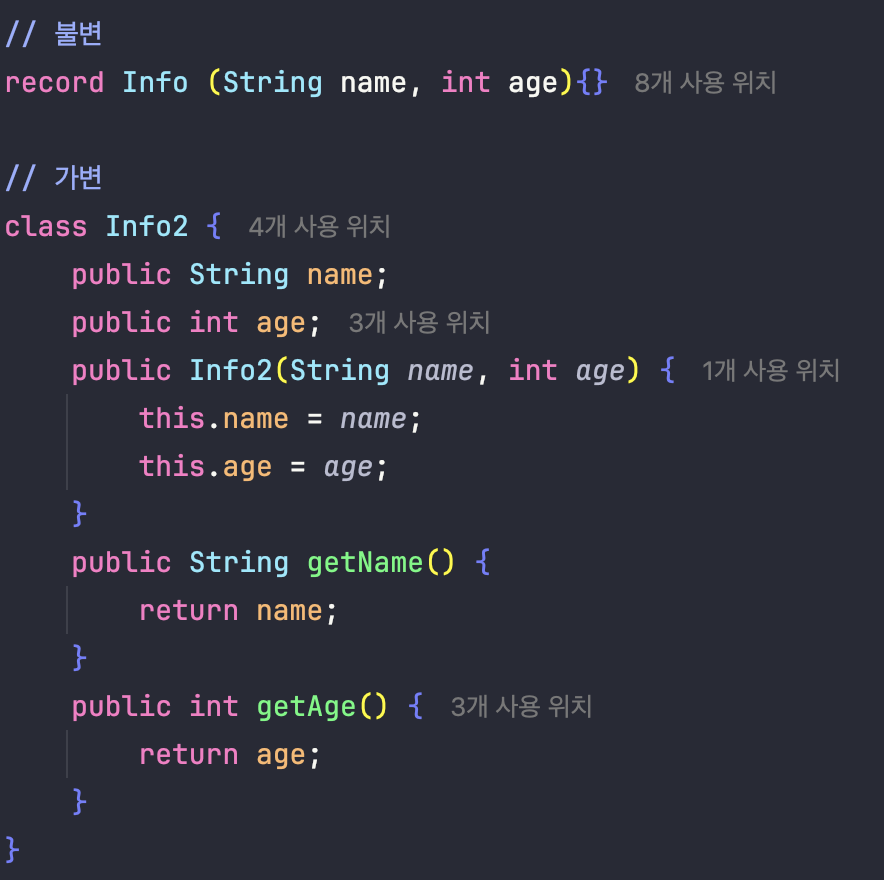 // 불변
record Info (String name, int age){} 8개 사용 위치
// 가변
class Info2 { 4개 사용 위치
public String name;
public int age; 3개 사용 위치
public Info2(String name, int age) { 1개 사용 위치
this.name = name;
this.age = age;
}
public String getName() {
return name;
}
public int getAge() { 3개 사용 위치
return age;
}
}